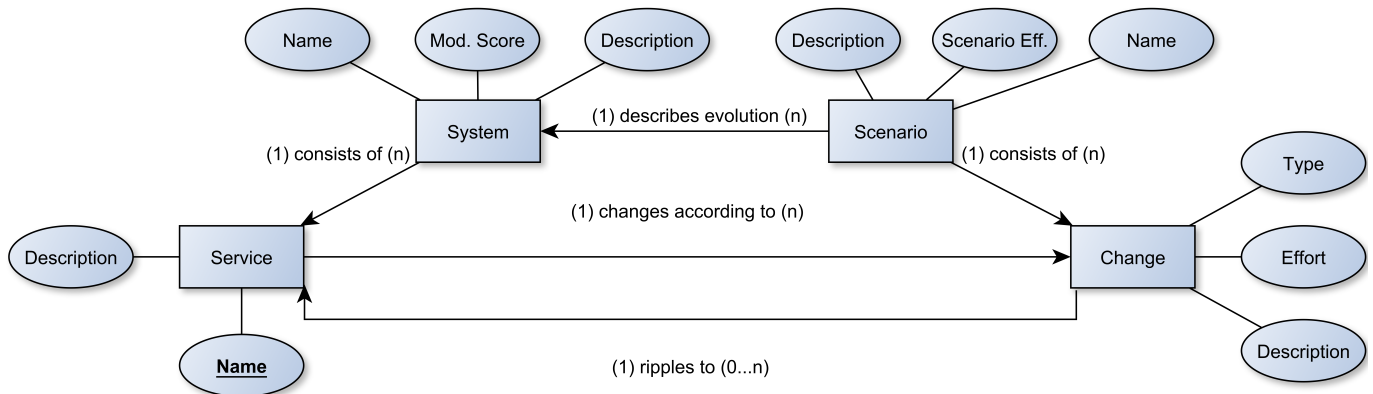 Name
Mod. Score
Description
Description
Scenario Eff.
Name
(1) describes evolution (n)
System
Scenario
(1) consists of (n)
(1) consists of (n)
Type
(1) changes according to (n)
Description
Service
Change
Effort
Name
(1) ripples to (0...n)
Description